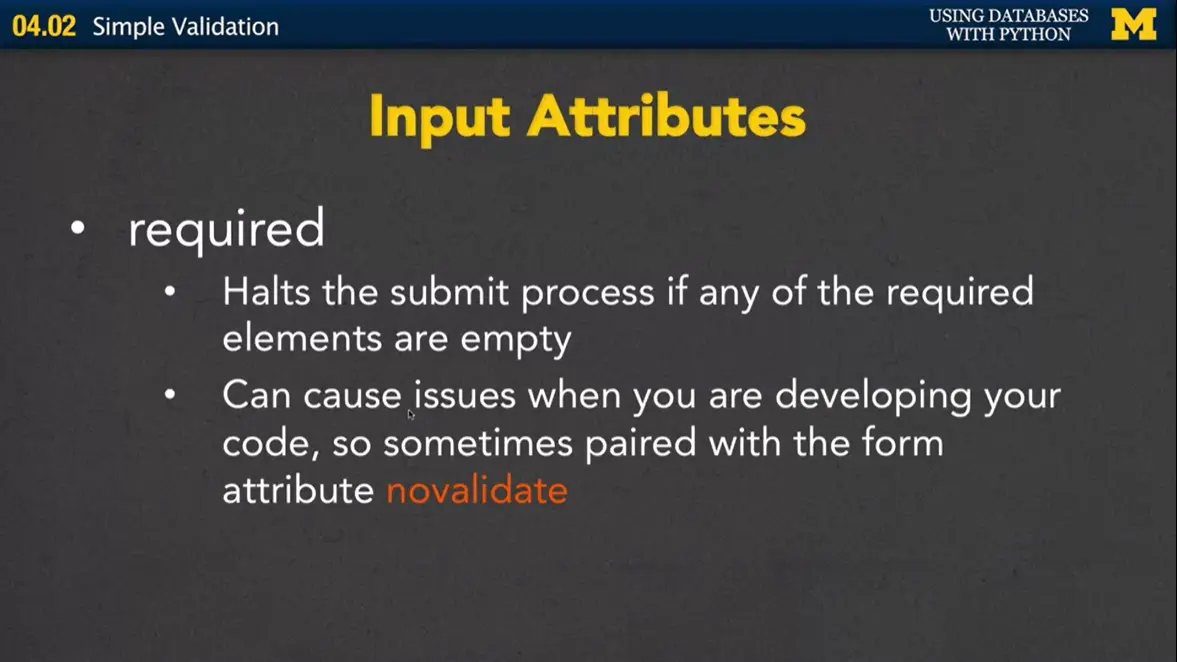 04.02 Simple Validation
USING DATABASES
WITH PYTHON
M
Input Attributes
• required
• Halts the submit process if any of the required
elements are empty
• Can cause issues when you are developing your
code, so sometimes paired with the form
attribute novalidate